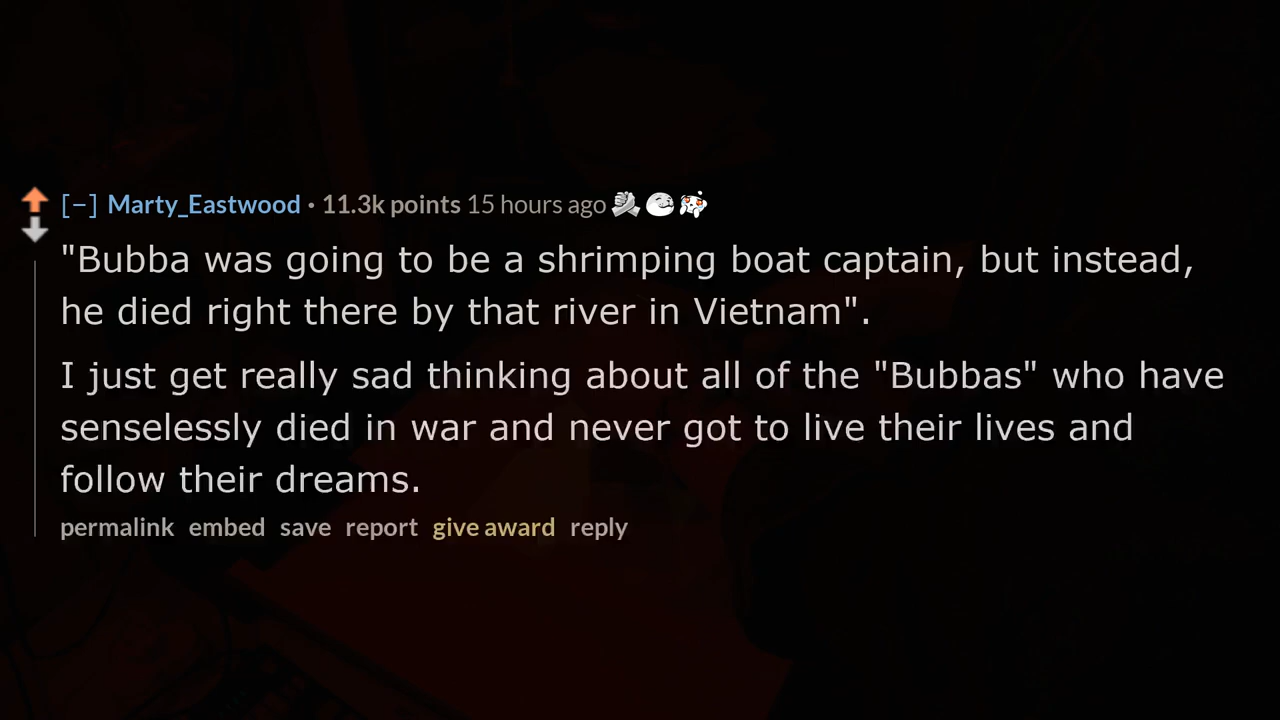 [−] Marty_Eastwood · 11.3k points 15 hours ago
"Bubba was going to be a shrimping boat captain, but instead,
he died right there by that river in Vietnam".
I just get really sad thinking about all of the "Bubbas" who have
senselessly died in war and never got to live their lives and
follow their dreams.
permalink embed save report give award reply